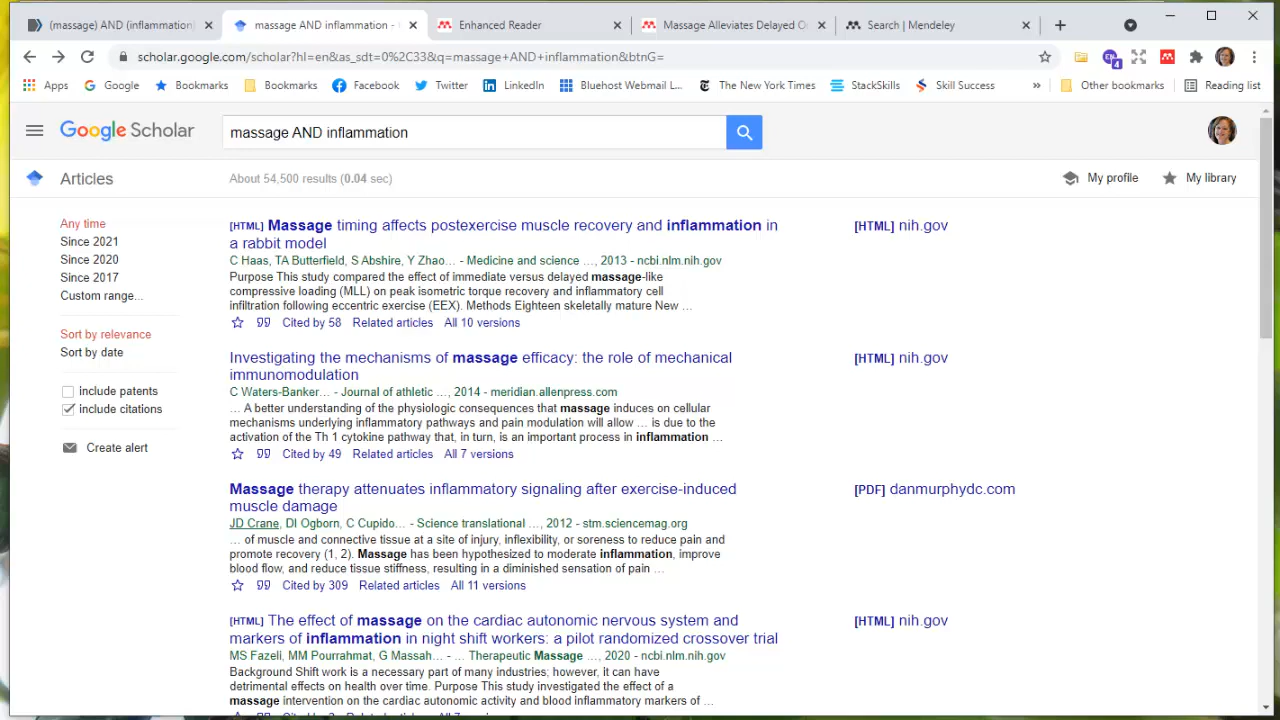 (massage) AND (inflammation)
massage AND inflammation -
Enhanced Reader
Massage Alleviates Delayed O
Search | Mendeley
scholar.google.com/scholar?hl=en&as_sdt=0%2C33&q=massage+AND+inflammation&btnG=
4
Apps
Google
Bookmarks
Bookmarks
Facebook
Twitter
LinkedIn
Bluehost Webmail L...
The New York Times
StackSkills
Skill Success
»
Other bookmarks
Reading list
Google Scholar
massage AND inflammation
Articles
About 54,500 results (0.04 sec)
My profile
My library
Any time
Since 2021
Since 2020
Since 2017
Custom range...
Sort by relevance
Sort by date
include patents
include citations
Create alert
[HTML] Massage timing affects postexercise muscle recovery and inflammation in
a rabbit model
C Haas, TA Butterfield, S Abshire, Y Zhao… - Medicine and science …, 2013 - ncbi.nlm.nih.gov
Purpose This study compared the effect of immediate versus delayed massage-like
compressive loading (MLL) on peak isometric torque recovery and inflammatory cell
infiltration following eccentric exercise (EEX). Methods Eighteen skeletally mature New …
Cited by 58 Related articles All 10 versions
[HTML] nih.gov
Investigating the mechanisms of massage efficacy: the role of mechanical
immunomodulation
C Waters-Banker… - Journal of athletic …, 2014 - meridian.allenpress.com
… A better understanding of the physiologic consequences that massage induces on cellular
mechanisms underlying inflammatory pathways and pain modulation will allow … is due to the
activation of the Th 1 cytokine pathway that, in turn, is an important process in inflammation …
Cited by 49 Related articles All 7 versions
[HTML] nih.gov
Massage therapy attenuates inflammatory signaling after exercise-induced
muscle damage
JD Crane, DI Ogborn, C Cupido… - Science translational …, 2012 - stm.sciencemag.org
… of muscle and connective tissue at a site of injury, inflexibility, or soreness to reduce pain and
promote recovery (1, 2). Massage has been hypothesized to moderate inflammation, improve
blood flow, and reduce tissue stiffness, resulting in a diminished sensation of pain …
Cited by 309 Related articles All 11 versions
[PDF] danmurphydc.com
[HTML] The effect of massage on the cardiac autonomic nervous system and
markers of inflammation in night shift workers: a pilot randomized crossover trial
MS Fazeli, MM Pourrahmat, G Massah… - … Therapeutic Massage …, 2020 - ncbi.nlm.nih.gov
Background Shift work is a necessary part of many industries; however, it can have
detrimental effects on health over time. Purpose This study investigated the effect of a
massage intervention on the cardiac autonomic activity and blood inflammatory markers of …
[HTML] nih.gov